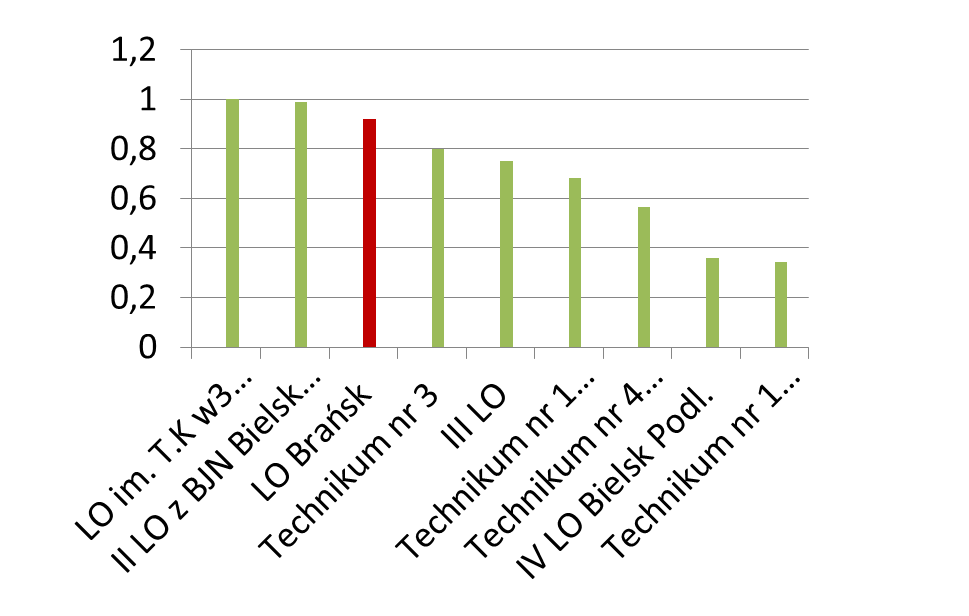 1,2
1
0,8
0,6
0,4
0,2
0
LO im. T.K w3...
II LO z BJN Bielsk...
LO Brańsk
Technikum nr 3
III LO
Technikum nr 1...
Technikum nr 4...
IV LO Bielsk Podl.
Technikum nr 1...